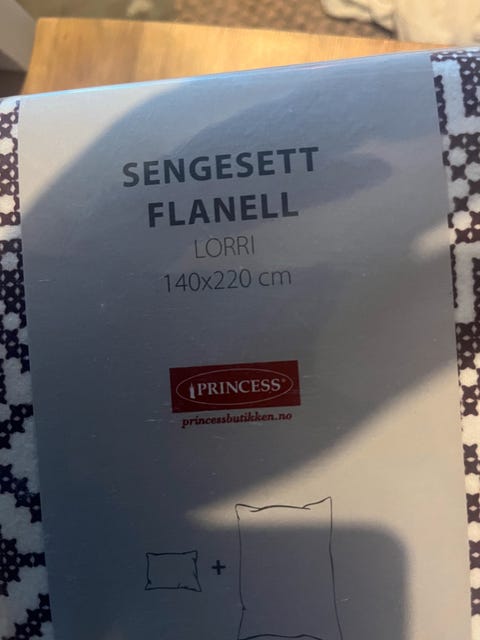 SENGESETT
FLANELL
LORRI
140x220 cm
PRINCESS®
princessbutikken.no
+